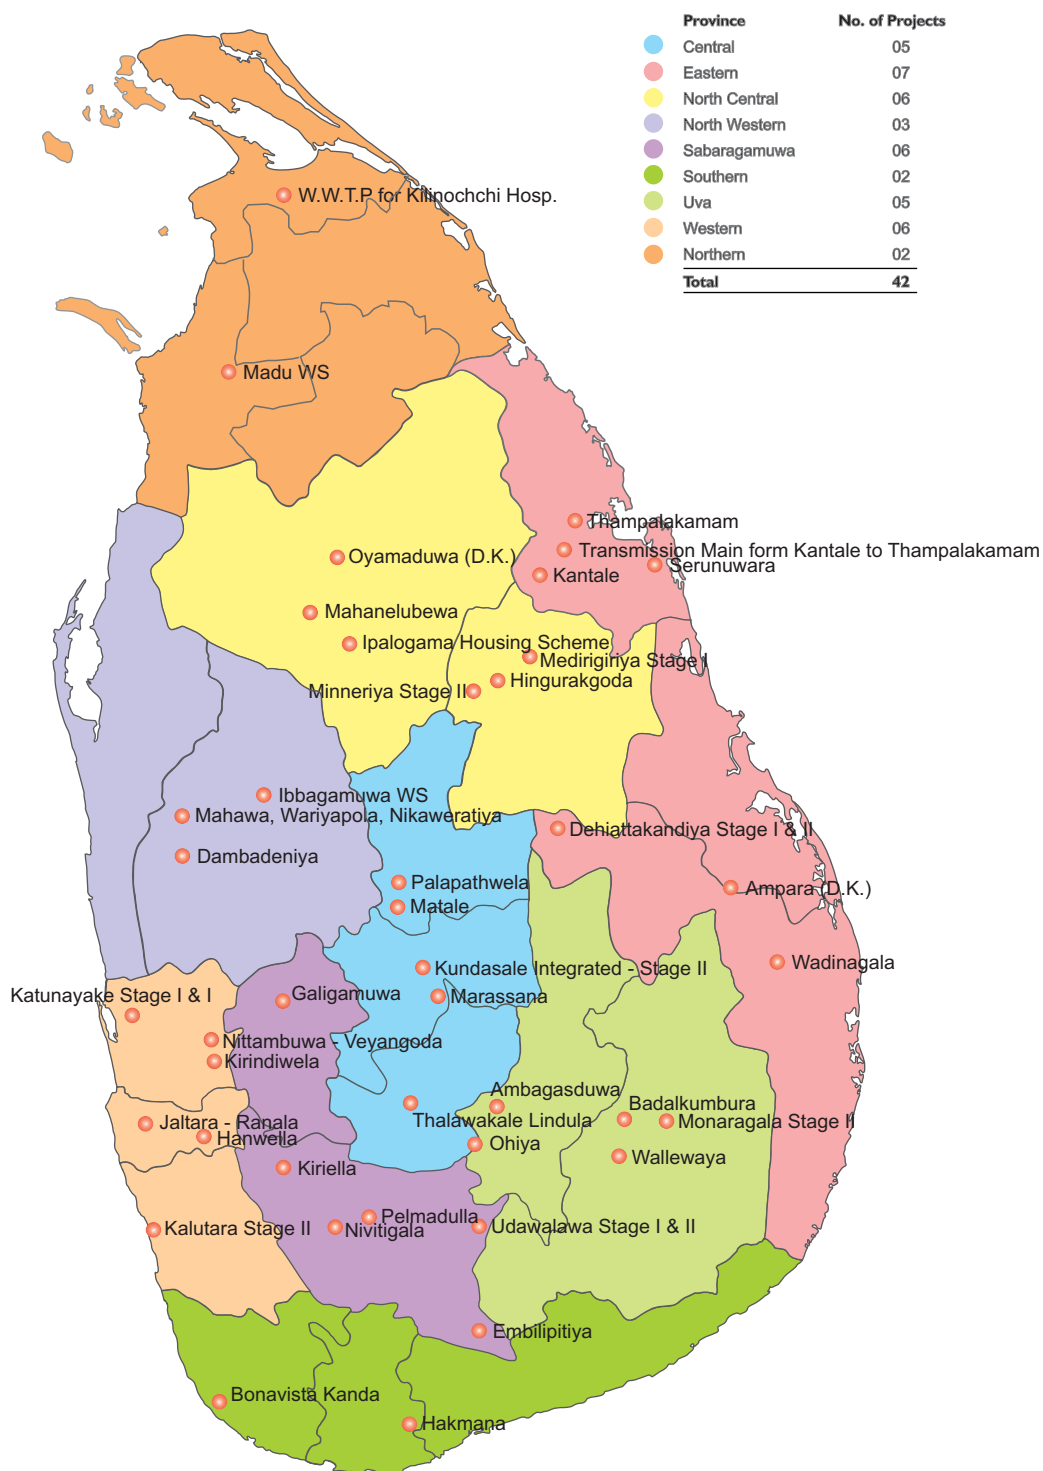 Province No. of Projects
Central 05
Eastern 07
North Central 06
North Western 03
Sabaragamuwa 06
Southern 02
Uva 05
Western 06
Northern 02
Total 42
W.W.T.P for Kilinochchi Hosp.
Madu WS
Thampalakamam
Transmission Main form Kantale to Thampalakamam
Oyamaduwa (D.K.)
Serunuwara
Kantale
Mahanelubewa
Ipalogama Housing Scheme
Medirigiriya Stage I
Hingurakgoda
Minneriya Stage II
Ibbagamuwa WS
Mahawa, Wariyapola, Nikaweratiya
Dehiattakandiya Stage I & II
Dambadeniya
Palapathwela
Ampara (D.K.)
Matale
Wadinagala
Kundasale Integrated - Stage II
Katunayake Stage I & I
Galigamuwa
Marassana
Nittambuwa - Veyangoda
Kirindiwela
Ambagasduwa
Badalkumbura
Thalawakale Lindula
Monaragala Stage II
Jaltara - Ranala
Hanwella
Ohiya
Wallewaya
Kiriella
Pelmadulla
Nivitigala
Udawalawa Stage I & II
Kalutara Stage II
Embilipitiya
Bonavista Kanda
Hakmana